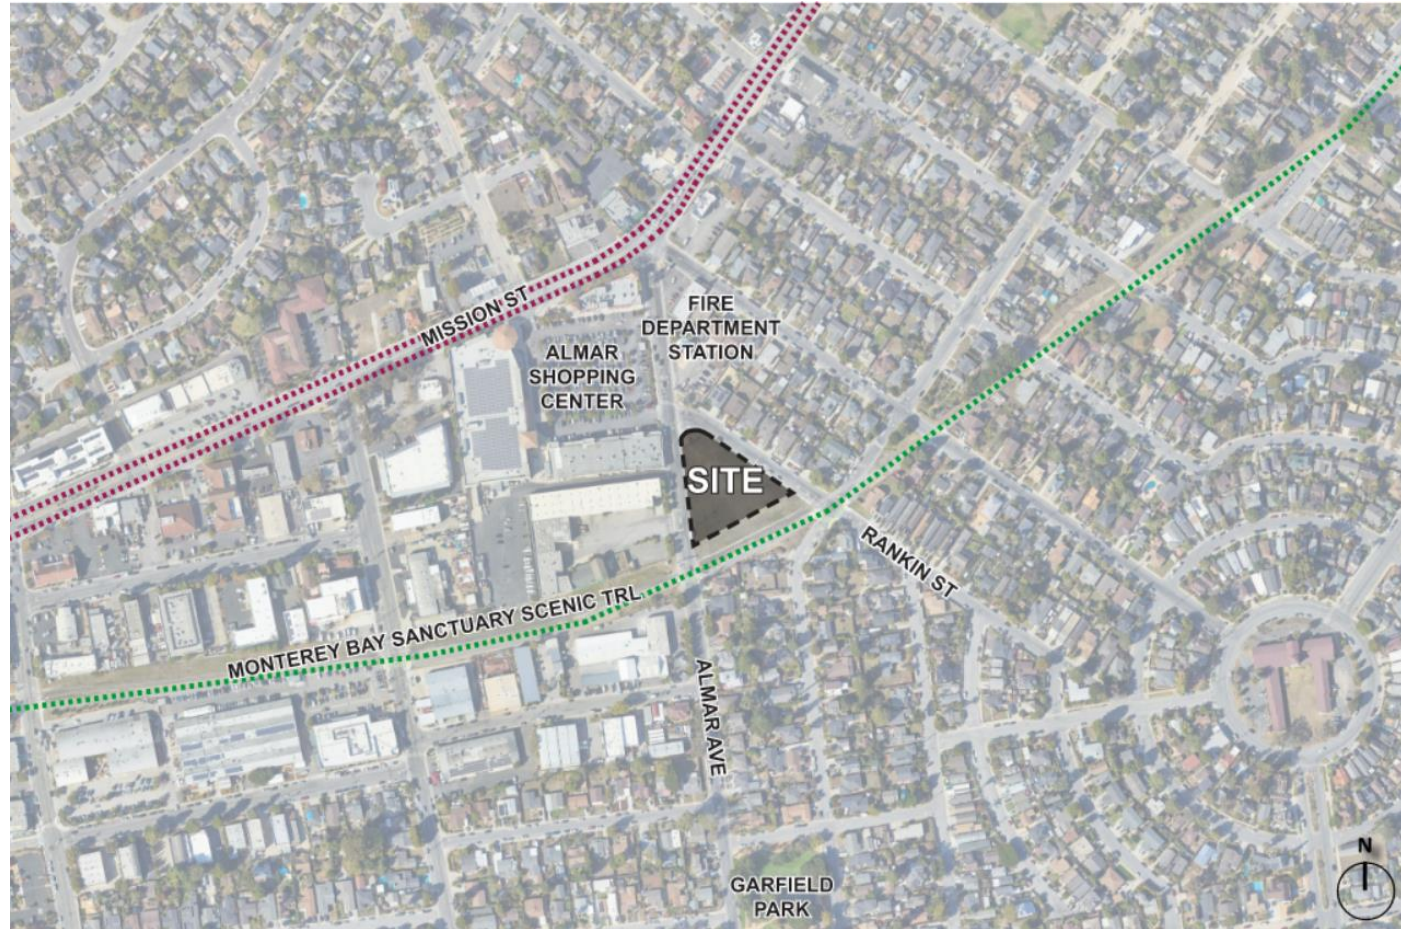 MISSION ST
FIRE
DEPARTMENT
STATION
ALMAR
SHOPPING
CENTER
SITE
RANKIN ST
MONTEREY BAY SANCTUARY SCENIC TRL
ALMAR AVE
GARFIELD
PARK
N